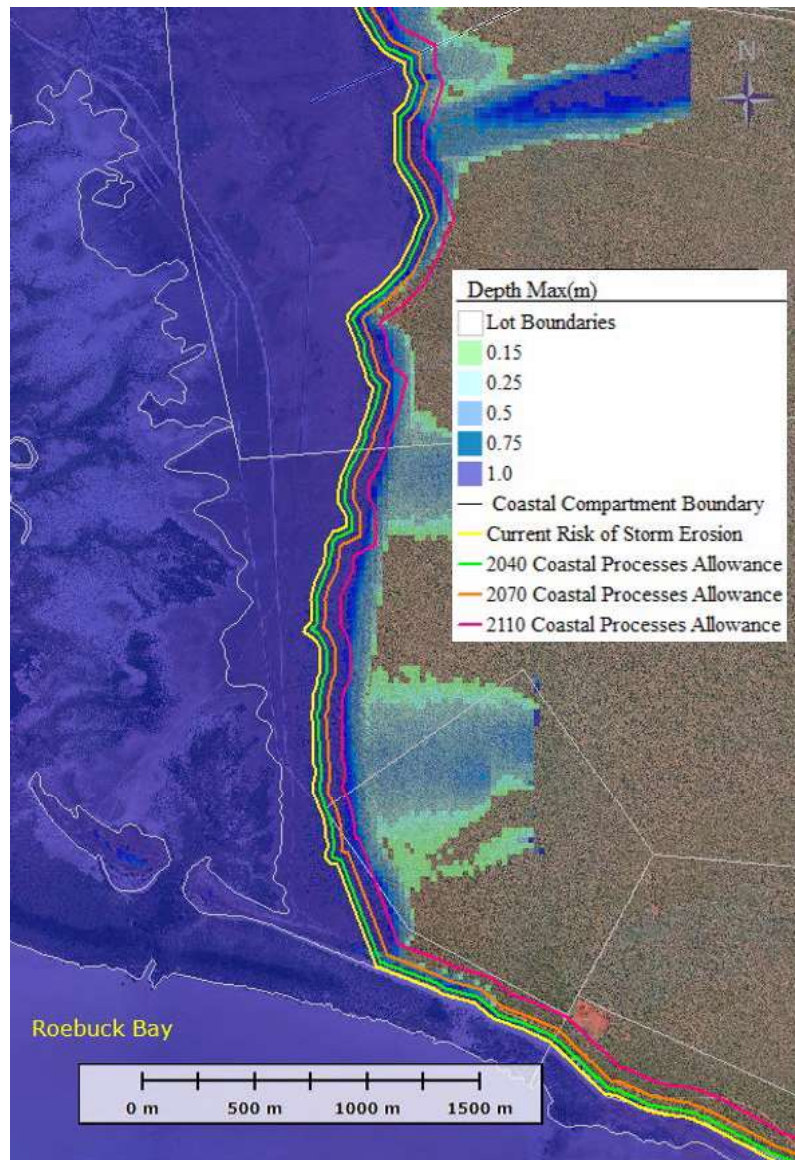 N
Depth Max(m)
Lot Boundaries
0.15
0.25
0.5
0.75
1.0
Coastal Compartment Boundary
Current Risk of Storm Erosion
2040 Coastal Processes Allowance
2070 Coastal Processes Allowance
2110 Coastal Processes Allowance
Roebuck Bay
0 m 500 m 1000 m 1500 m